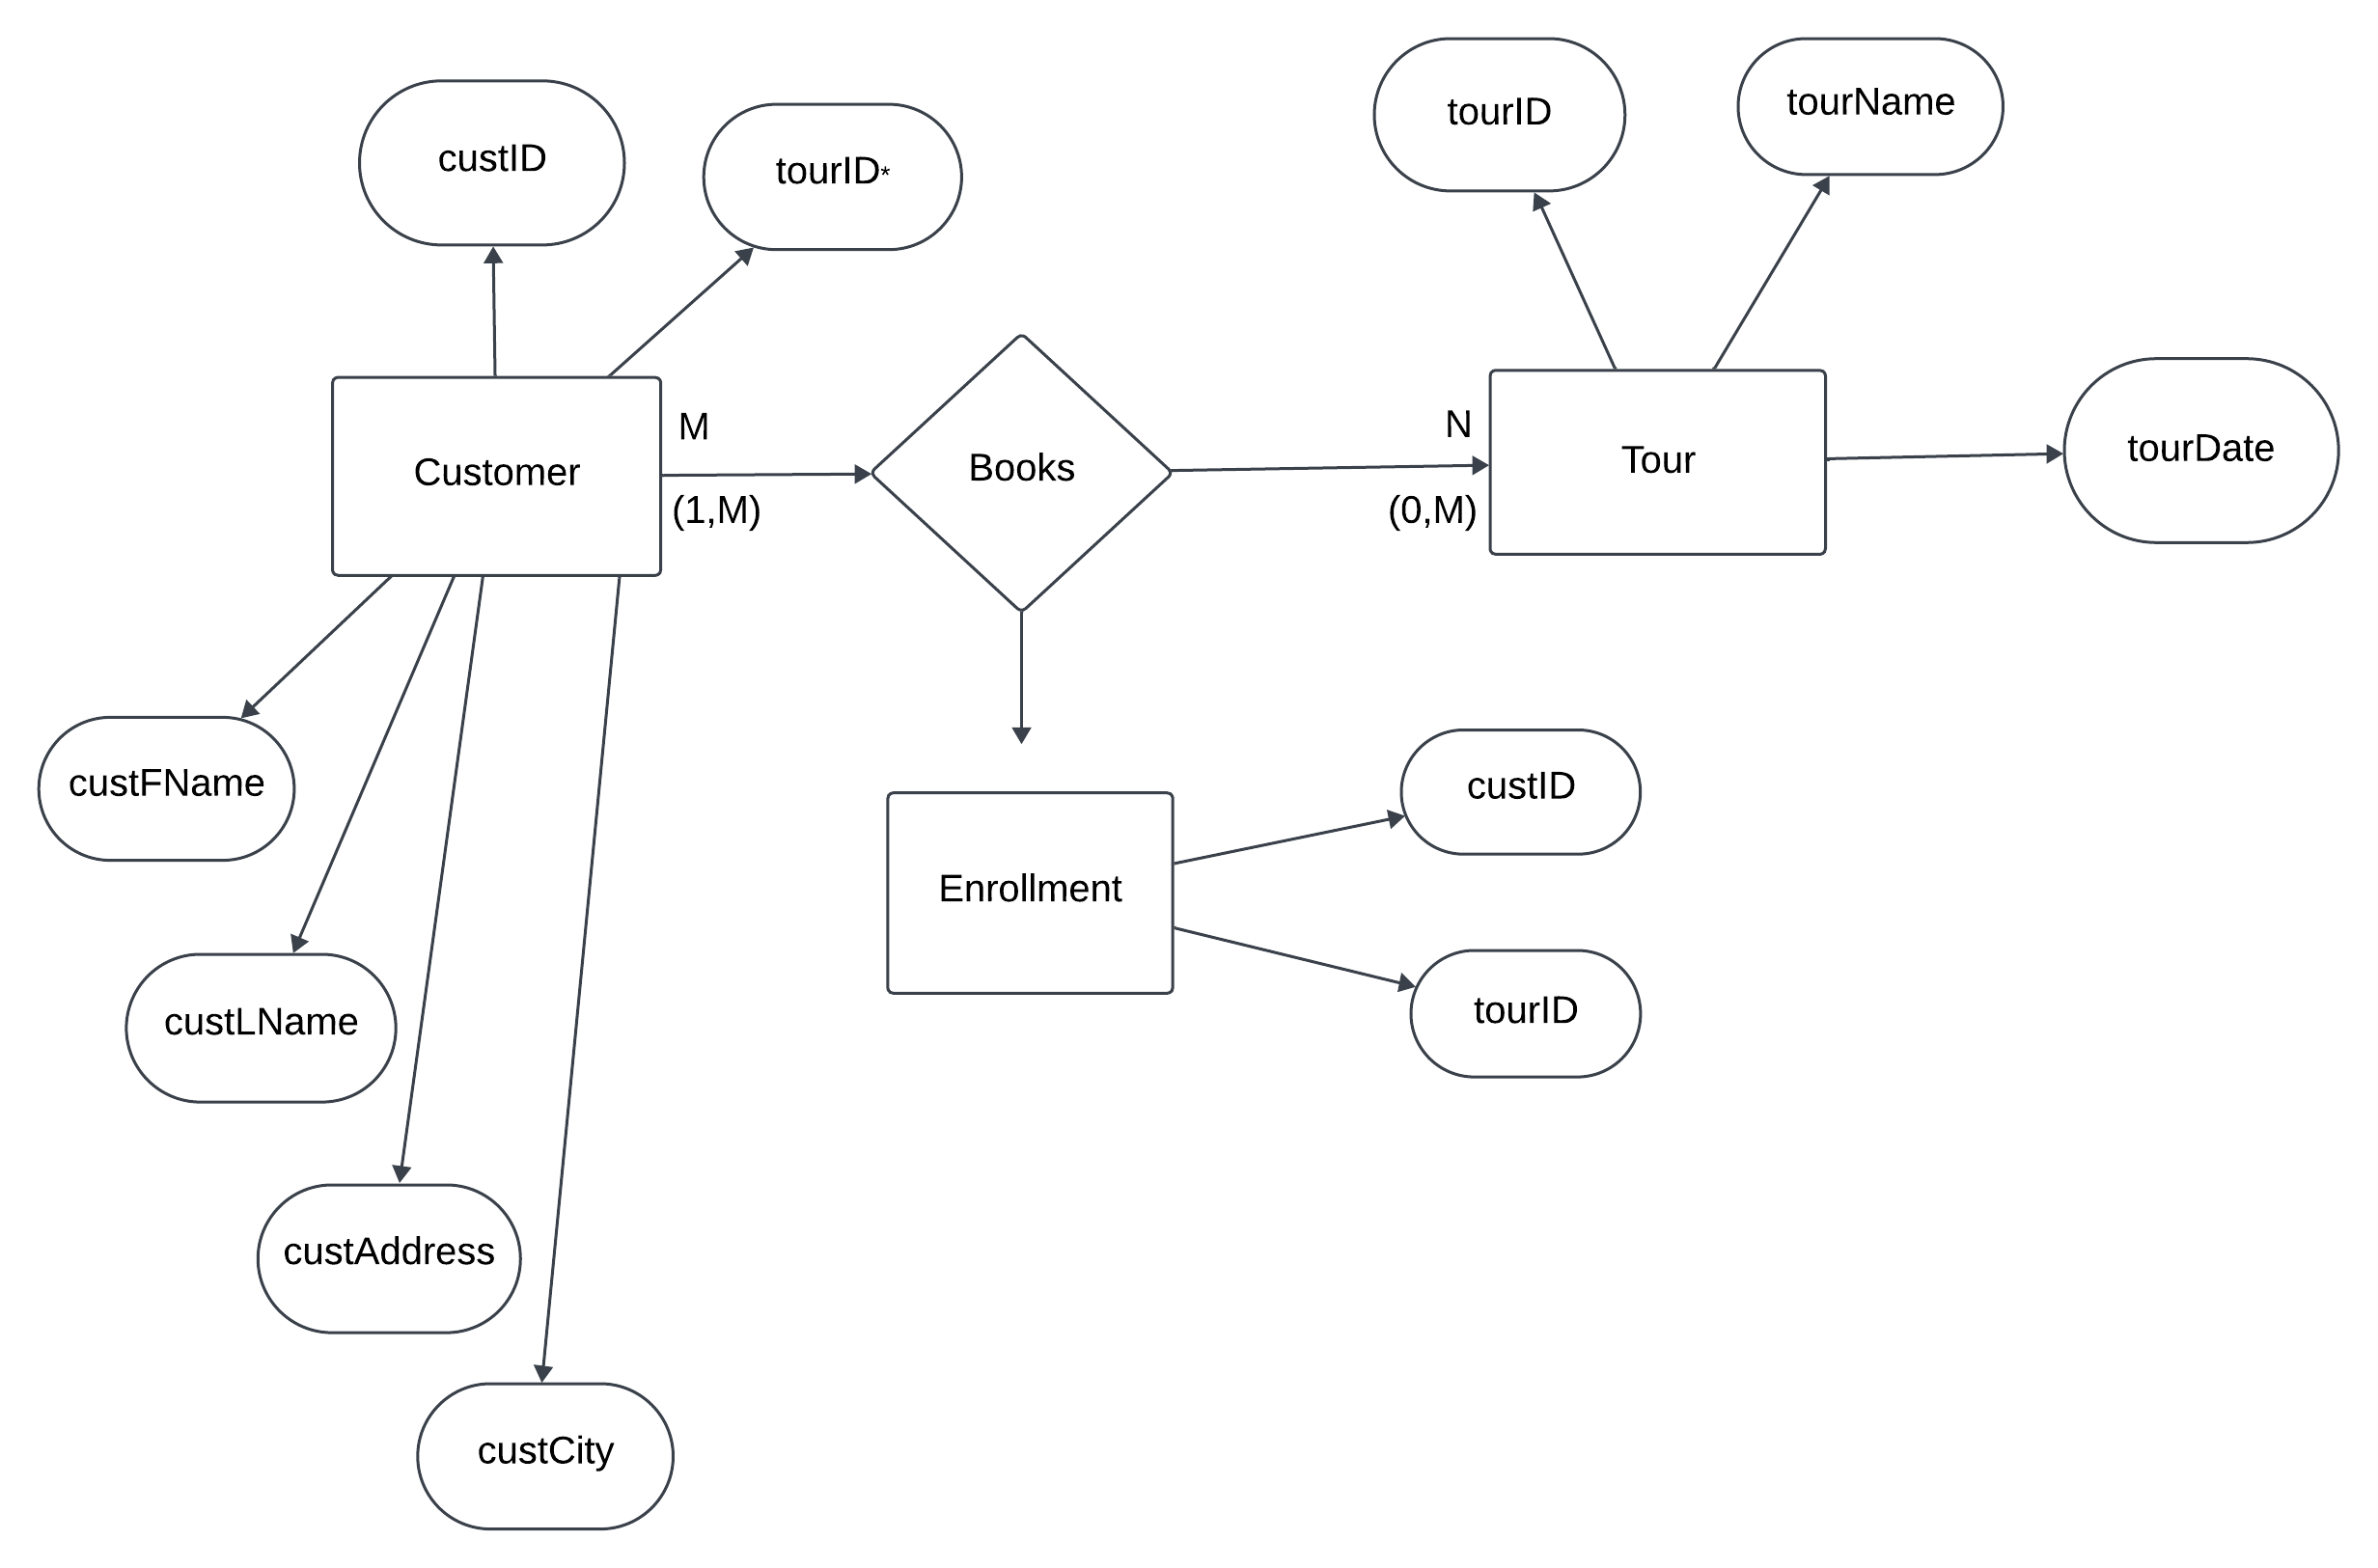 tourID
tourName
custID
tourID*
M
N
Customer
Books
Tour
tourDate
(1,M)
(0,M)
custFName
custID
Enrollment
custLName
tourID
custAddress
custCity